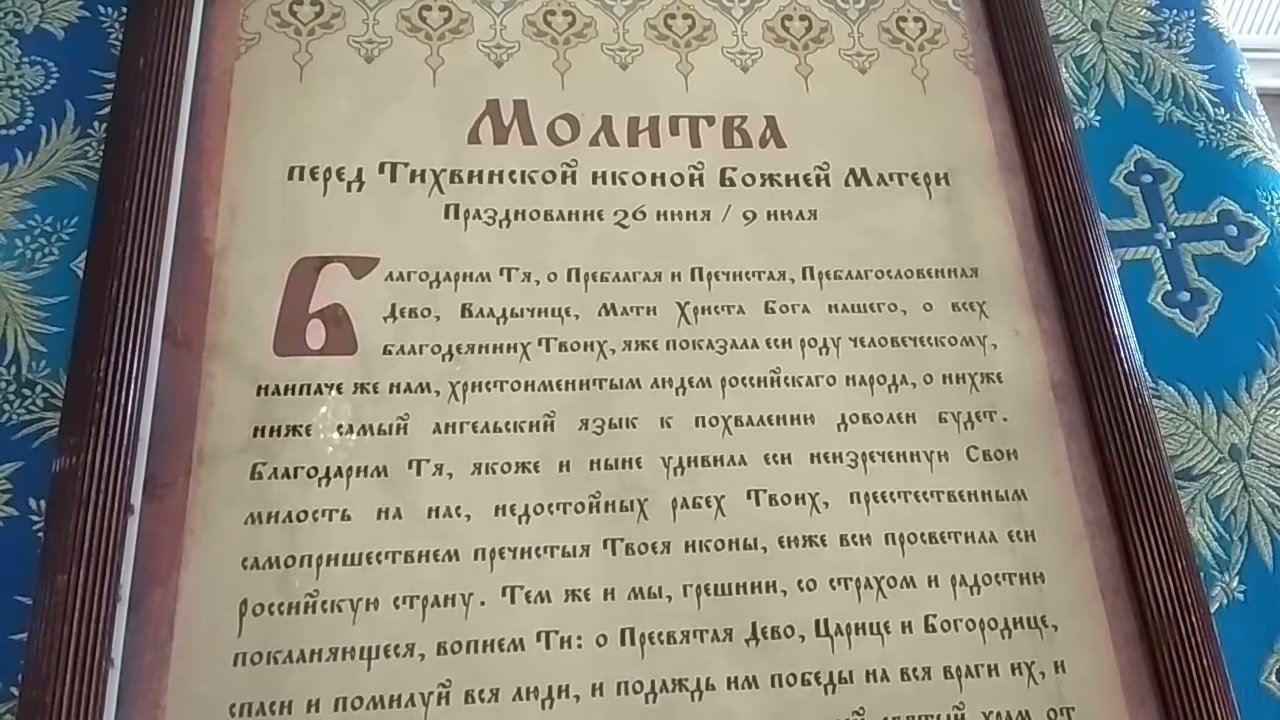 Молитва
перед Тихвинской иконой Божией Матери
Празднование 26 июня / 9 июля
Благодарим Тя, о Преблагая и Пречистая, Преблагословенная
Дево, Владычице, Мати Христа Бога нашего, о всех
благодеяниих Твоих, яже показала еси роду человеческому,
наипаче же нам, христоименитым людем российскаго народа, о нихже
ниже самый ангельский язык к похвалению доволен будет.
Благодарим Тя, якоже и ныне удивила еси неизреченную Свою
милость на нас, недостойных рабех Твоих, преестественным
самопришествием пречистыя Твоея иконы, еюже всю просветила еси
российскую страну. Тем же и мы, грешнии, со страхом и радостию
покланяющеся, вопием Ти: о Пресвятая Дево, Царице и Богородице,
спаси и помилуй вся люди, и подаждь им победы на вся враги их, и
святый храм от